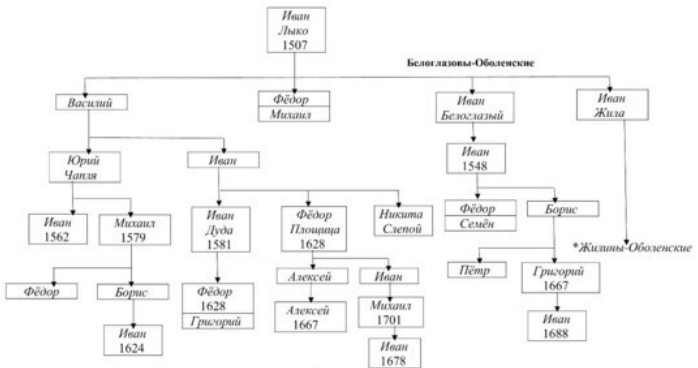 Иван
Лыко
1507
Белоглазовы-Оболенские
Василий
Фёдор
Михаил
Иван
Белоглазый
Иван
Жила
Юрий
Чапля
Иван
Иван
1548
Иван
1562
Михаил
1579
Иван
Дуда
1581
Фёдор
Площица
1628
Никита
Слепой
Фёдор
Семён
Борис
*Жилины-Оболенские
Фёдор
Борис
Фёдор
1628
Григорий
Алексей
Иван
Пётр
Григорий
1667
Иван
1624
Алексей
1667
Михаил
1701
Иван
1688
Иван
1678